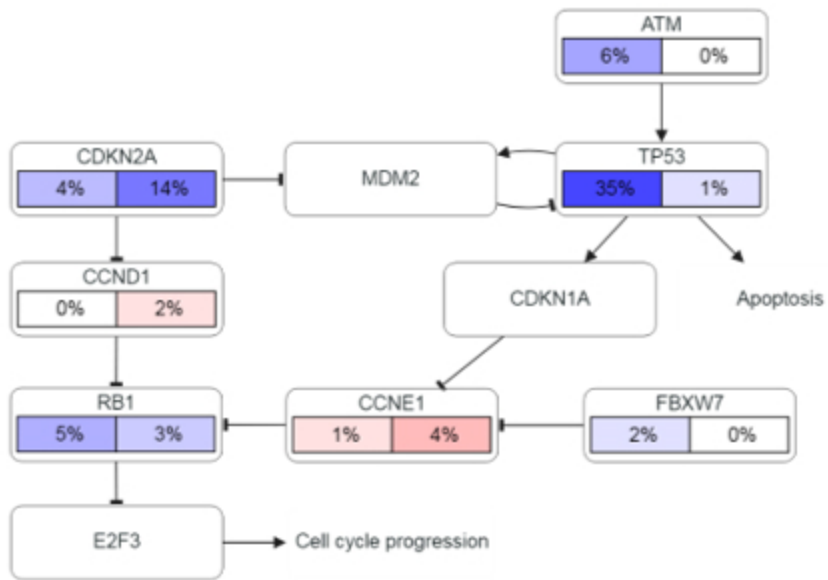 ATM
6% 0%
CDKN2A
4% 14%
MDM2
TP53
35% 1%
CCND1
0% 2%
CDKN1A
Apoptosis
RB1
5% 3%
CCNE1
1% 4%
FBXW7
2% 0%
E2F3
Cell cycle progression